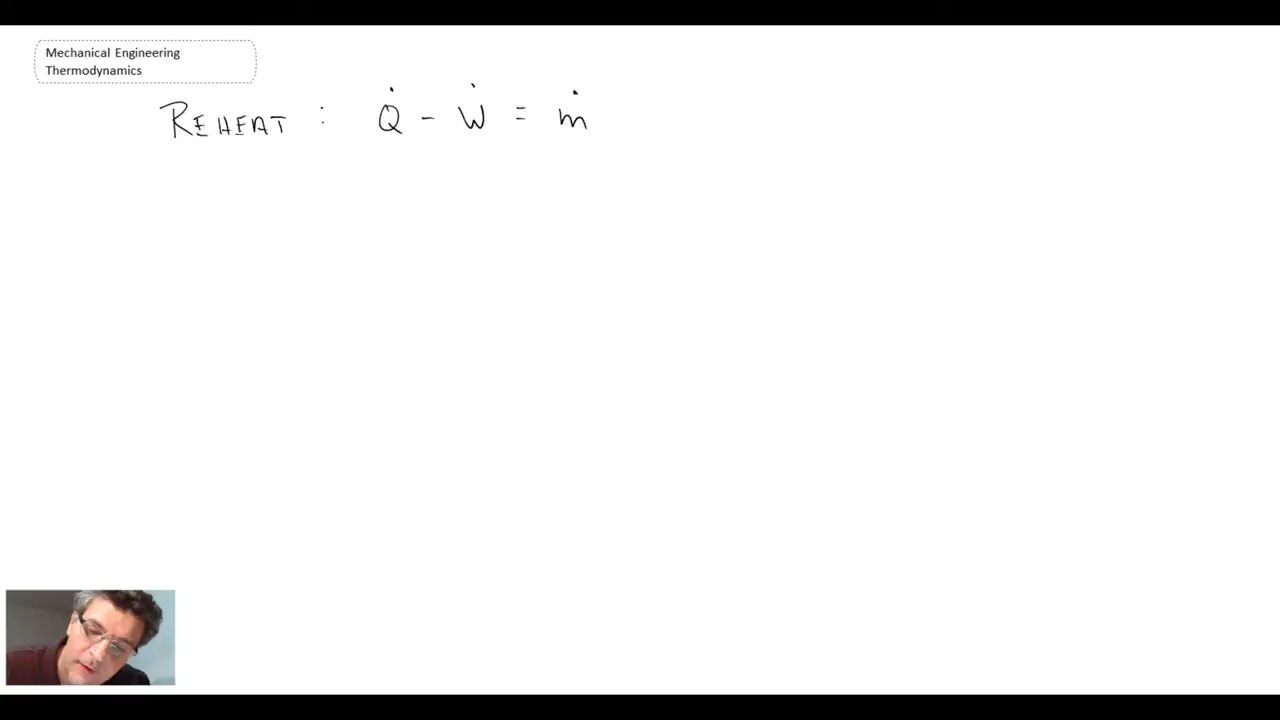 Mechanical Engineering
Thermodynamics
REHEAT : Q̇ - Ẇ = ṁ